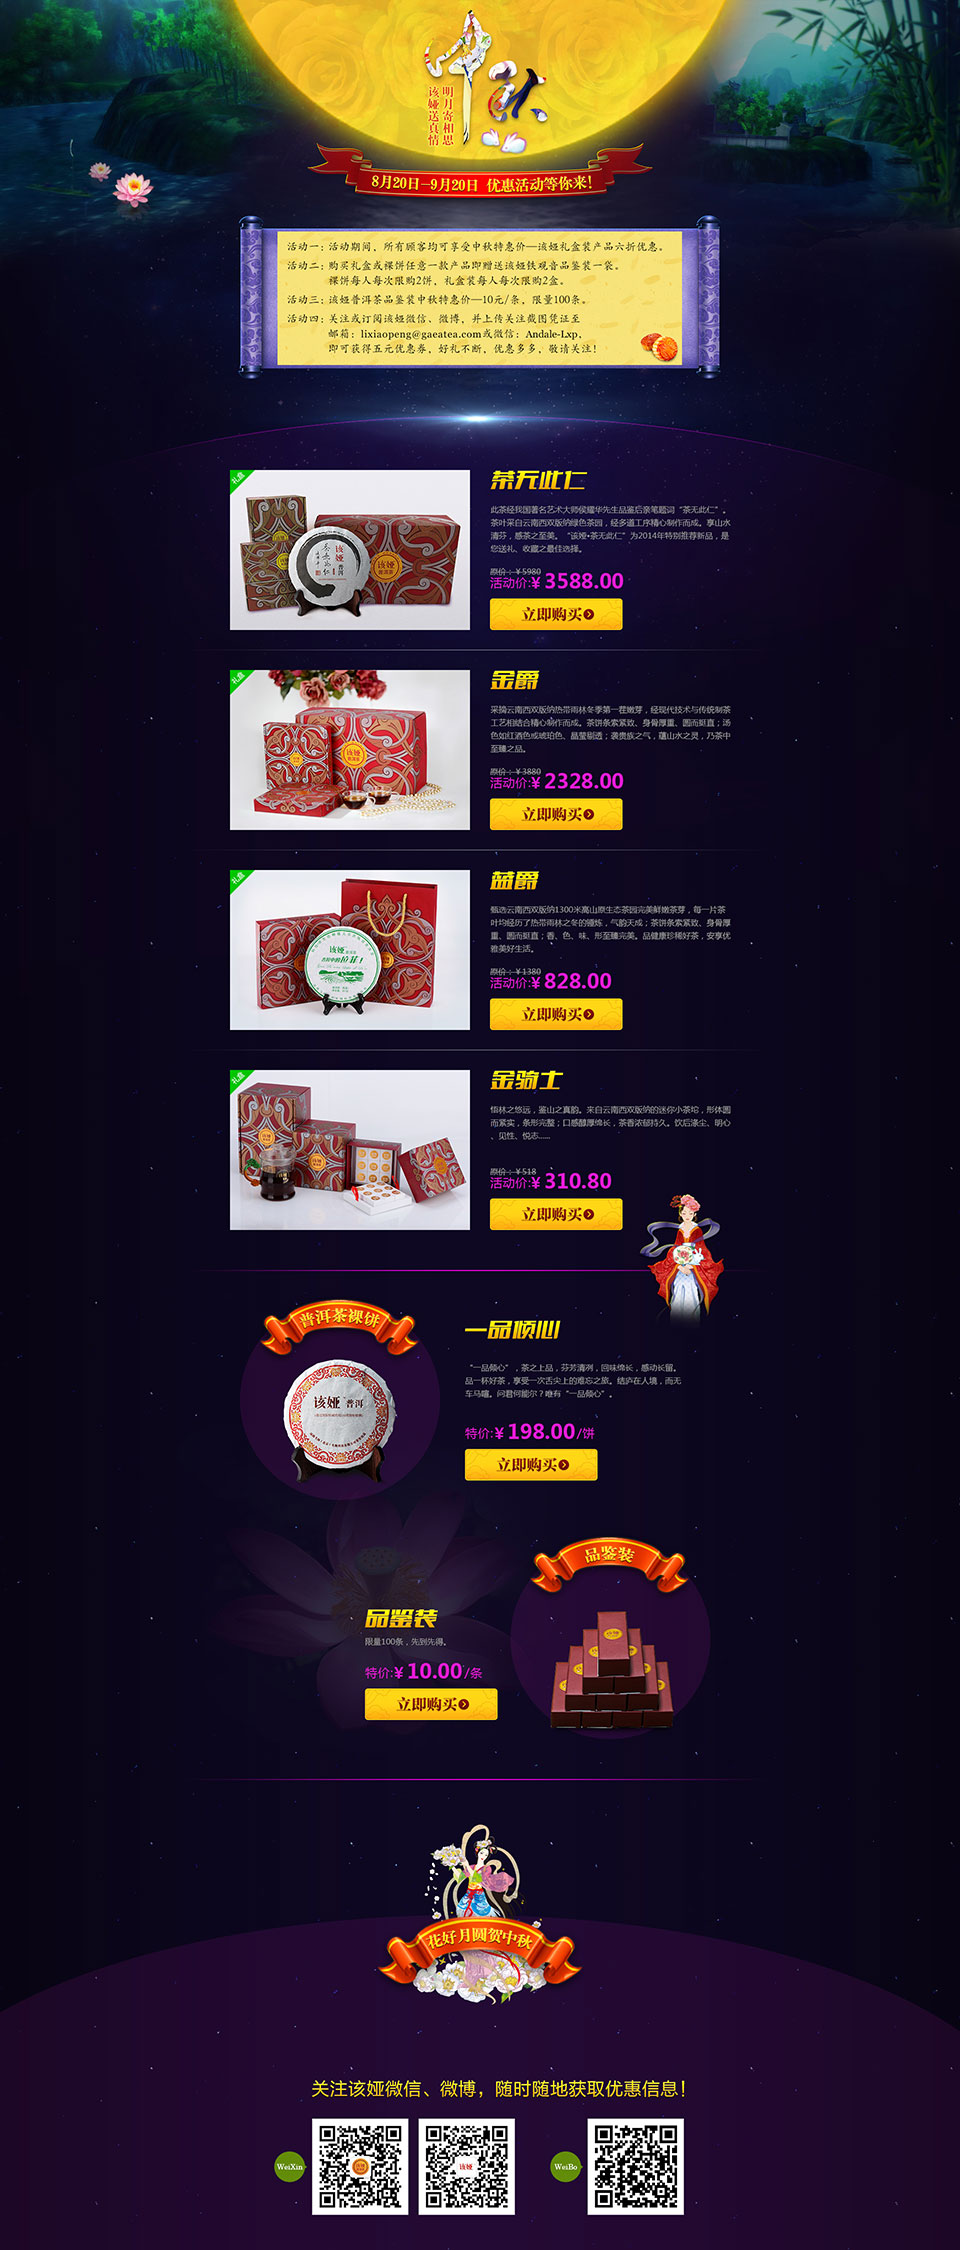 中秋
明月寄相思
该娅送真情
8月20日-9月20日 优惠活动等你来!
活动一: 活动期间、所有顾客均可享受中秋特惠价—该娅礼盒装产品六折优惠。
活动二: 购买礼盒或裸饼任意一款产品即赠送该娅铁观音品鉴装一袋。
裸饼每人每次限购2饼, 礼盒装每人每次限购2盒。
活动三: 该娅普洱茶品鉴装中秋特惠价—10元/条, 限量100条。
活动四: 关注或订阅该娅微信、微博, 并上传关注截图凭证至
邮箱: lixiaopeng@gaeatea.com或微信: Andale-Lxp,
即可获得五元优惠券, 好礼不断, 优惠多多, 敬请关注!
礼盒
该娅
普洱
茶无此仁
此茶经我国著名艺术大师侯耀华先生品鉴后亲笔题词“茶无此仁”。
茶叶采自云南西双版纳绿色茶园，经多道工序精心制作而成。享山水
清芬，感茶之至美。“该娅•茶无此仁”为2014年特别推荐新品，是
您送礼、收藏之最佳选择。
原价：¥5980
活动价:¥ 3588.00
立即购买
礼盒
该娅
金爵
采摘云南西双版纳热带雨林冬季第一茬嫩芽，经现代技术与传统制茶
工艺相结合精心制作而成。茶饼条索紧致、身骨厚重、圆而挺直；汤
色如红酒色或琥珀色、晶莹剔透；袭贵族之气，蕴山水之灵，乃茶中
至臻之品。
原价：¥3880
活动价:¥ 2328.00
立即购买
礼盒
该娅
蓝爵
甄选云南西双版纳1300米高山原生态茶园完美鲜嫩茶芽，每一片茶
叶均经历了热带雨林之冬的锤炼，气韵天成；茶饼条索紧致、身骨厚
重、圆而挺直；香、色、味、形至臻完美。品健康珍稀好茶，安享优
雅美好生活。
原价：¥1380
活动价:¥ 828.00
立即购买
礼盒
金骑士
悟林之悠远，鉴山之真韵。来自云南西双版纳的迷你小茶坨，形体圆
而紧实，条形完整；口感醇厚绵长，茶香浓郁持久。饮后涤尘、明心
、见性、悦志......
原价：¥518
活动价:¥ 310.80
立即购买
普洱茶裸饼
该娅 普洱
一品倾心
“一品倾心”，茶之上品，芬芳清冽，回味绵长，感动长留。
品一杯好茶，享受一次舌尖上的难忘之旅。结庐在人境，而无
车马喧。问君何能尔？唯有“一品倾心”。
特价:¥ 198.00/饼
立即购买
品鉴装
品鉴装
限量100条，先到先得。
特价:¥ 10.00/条
立即购买
花好月圆贺中秋
关注该娅微信、微博，随时随地获取优惠信息!
WeiXin
该娅
WeiBo